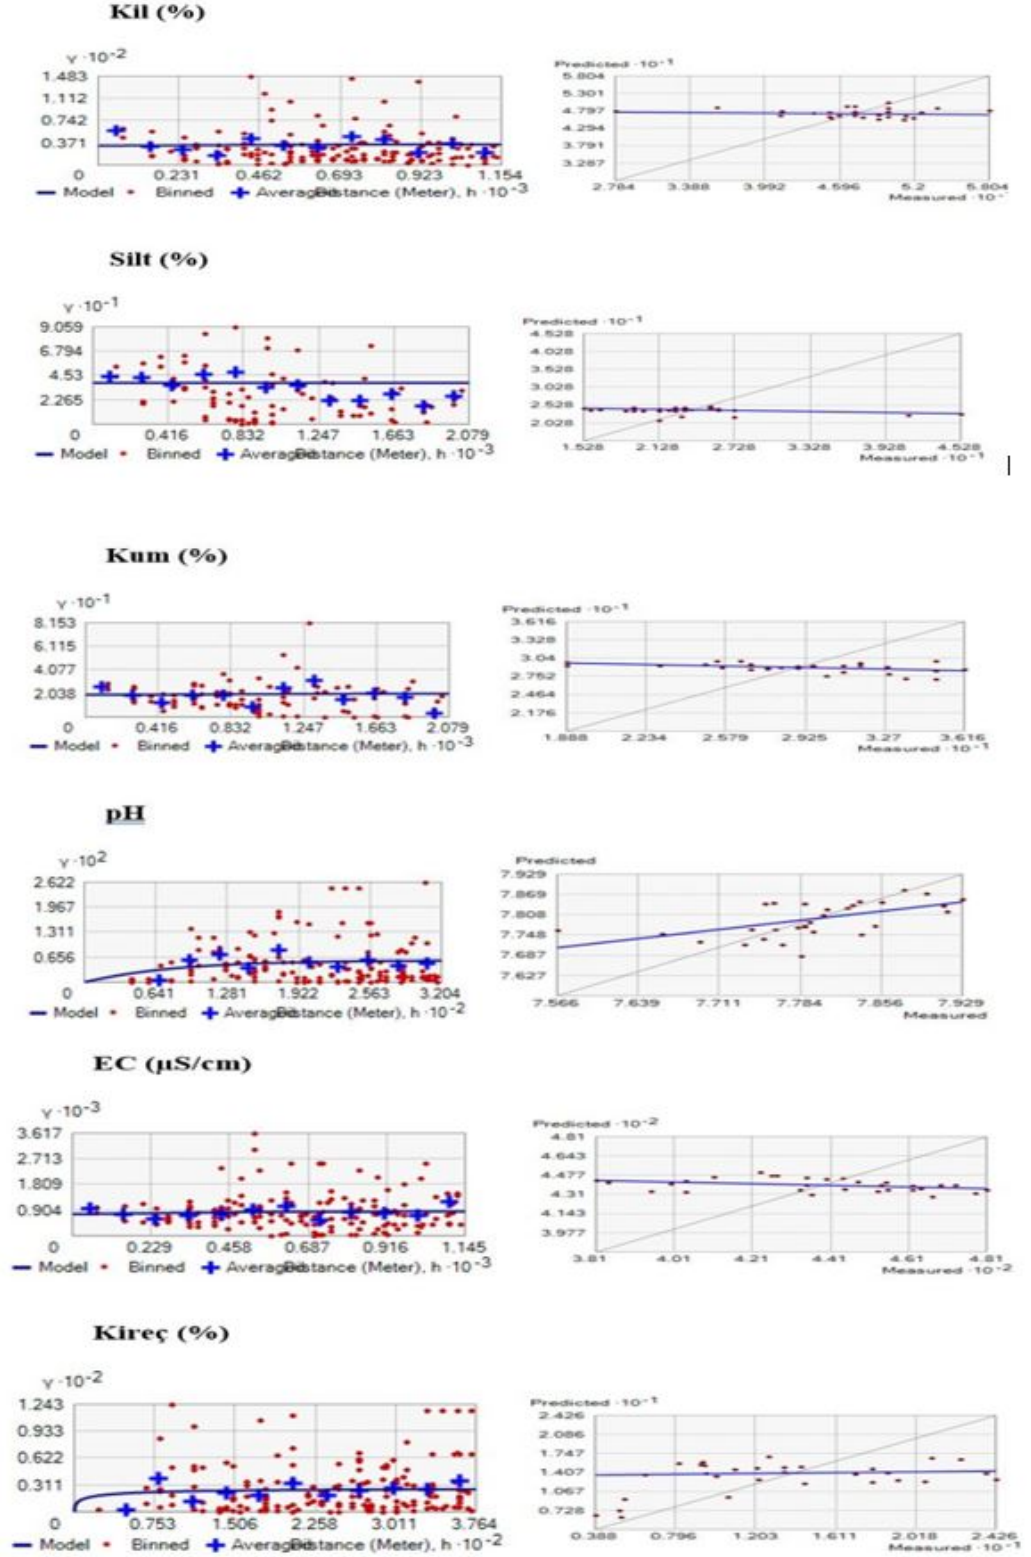 Kil (%)
γ ·10⁻²
1.483
1.112
0.742
0.371
0 0.231 0.462 0.693 0.923 1.154
Model Binned Averaged Distance (Meter), h ·10⁻³
Predicted ·10⁻¹
5.804
5.301
4.797
4.294
3.791
3.287
2.784 3.388 3.992 4.596 5.2 5.804
Measured ·10⁻
Silt (%)
γ ·10⁻¹
9.059
6.794
4.53
2.265
0 0.416 0.832 1.247 1.663 2.079
Model Binned Averaged Distance (Meter), h ·10⁻³
Predicted ·10⁻¹
4.528
4.028
3.528
3.028
2.528
2.028
1.528 2.128 2.728 3.328 3.928 4.528
Measured ·10⁻¹
Kum (%)
γ ·10⁻¹
8.153
6.115
4.077
2.038
0 0.416 0.832 1.247 1.663 2.079
Model Binned Averaged Distance (Meter), h ·10⁻³
Predicted ·10⁻¹
3.616
3.328
3.04
2.752
2.464
2.176
1.888 2.234 2.579 2.925 3.27 3.616
Measured ·10⁻¹
pH
γ ·10²
2.622
1.967
1.311
0.656
0 0.641 1.281 1.922 2.563 3.204
Model Binned Averaged Distance (Meter), h ·10⁻²
Predicted
7.929
7.869
7.808
7.748
7.687
7.627
7.566 7.639 7.711 7.784 7.856 7.929
Measured
EC (µS/cm)
γ ·10⁻³
3.617
2.713
1.809
0.904
0 0.229 0.458 0.687 0.916 1.145
Model Binned Averaged Distance (Meter), h ·10⁻³
Predicted ·10⁻²
4.81
4.643
4.477
4.31
4.143
3.977
3.81 4.01 4.21 4.41 4.61 4.81
Measured ·10⁻²
Kireç (%)
γ ·10⁻²
1.243
0.933
0.622
0.311
0 0.753 1.506 2.258 3.011 3.764
Model Binned Averaged Distance (Meter), h ·10⁻²
Predicted ·10⁻¹
2.426
2.086
1.747
1.407
1.067
0.728
0.388 0.796 1.203 1.611 2.018 2.426
Measured ·10⁻¹